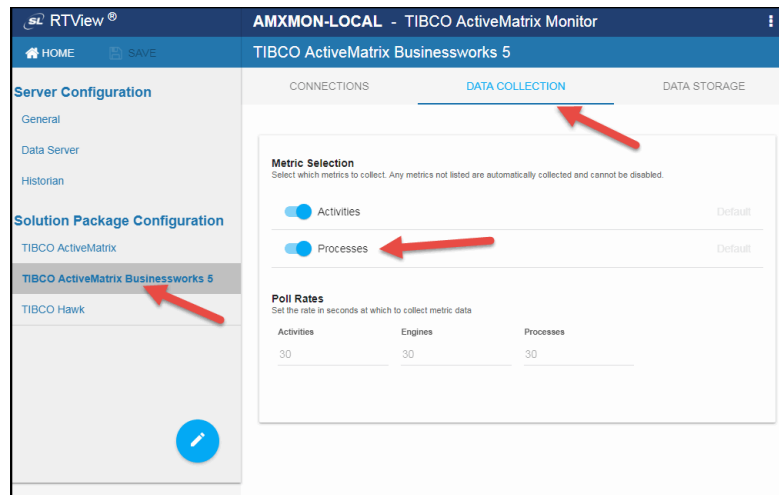 SL RTView ®
AMXMON-LOCAL - TIBCO ActiveMatrix Monitor
HOME
SAVE
TIBCO ActiveMatrix Businessworks 5
Server Configuration
General
Data Server
Historian
Solution Package Configuration
TIBCO ActiveMatrix
TIBCO ActiveMatrix Businessworks 5
TIBCO Hawk
CONNECTIONS
DATA COLLECTION
DATA STORAGE
Metric Selection
Select which metrics to collect. Any metrics not listed are automatically collected and cannot be disabled.
Activities
Default
Processes
Default
Poll Rates
Set the rate in seconds at which to collect metric data
Activities Engines Processes
30 30 30